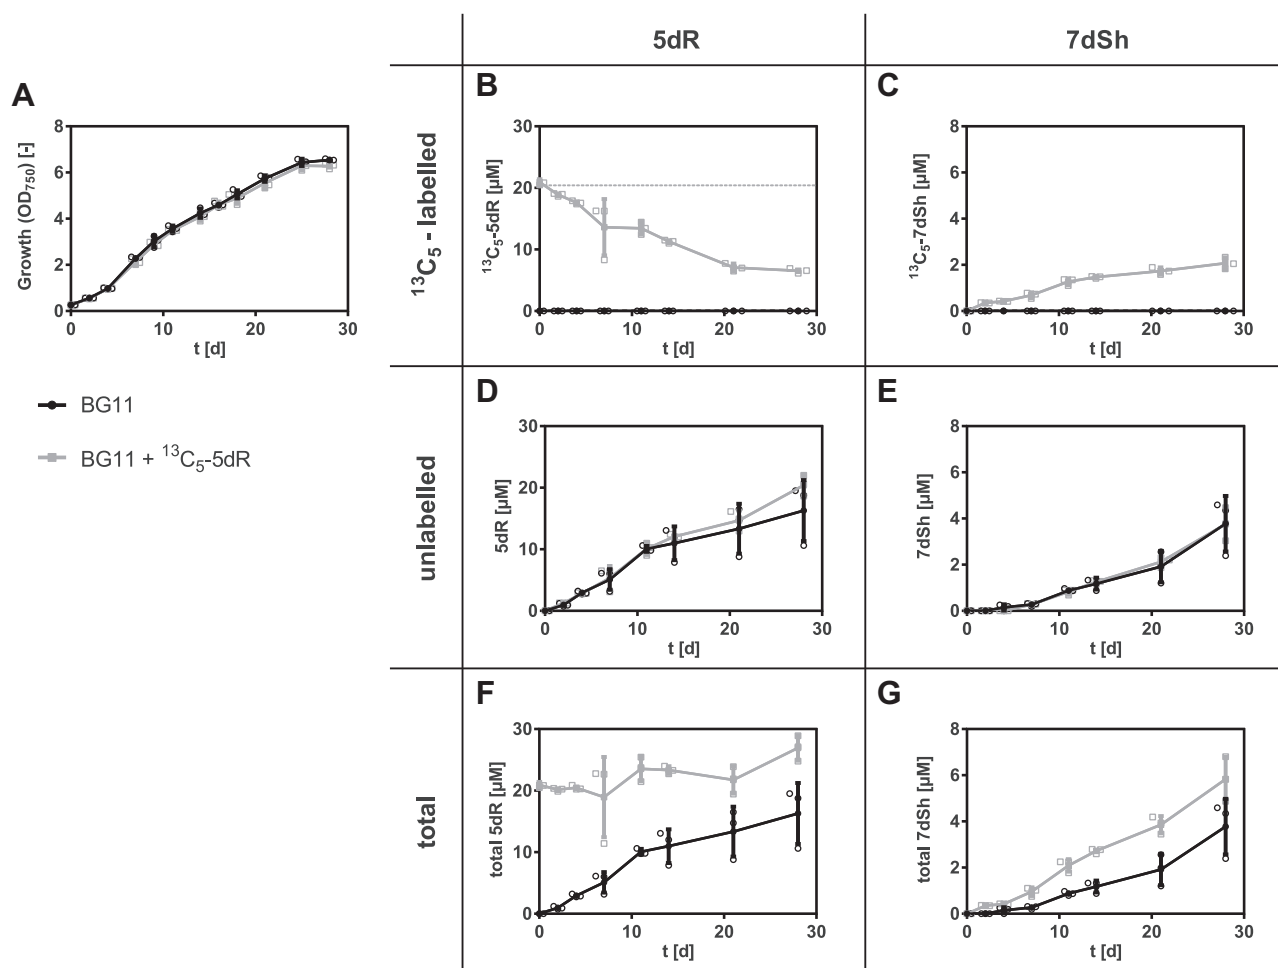 5dR
7dSh
¹³C₅ - labelled
unlabelled
total
A
Growth (OD₇₅₀) [-]
8
6
4
2
0
0 10 20 30
t [d]
BG11
BG11 + ¹³C₅-5dR
B
¹³C₅-5dR [µM]
30
20
10
0
0 10 20 30
t [d]
C
¹³C₅-7dSh [µM]
8
6
4
2
0
0 10 20 30
t [d]
D
5dR [µM]
30
20
10
0
0 10 20 30
t [d]
E
7dSh [µM]
8
6
4
2
0
0 10 20 30
t [d]
F
total 5dR [µM]
30
20
10
0
0 10 20 30
t [d]
G
total 7dSh [µM]
8
6
4
2
0
0 10 20 30
t [d]